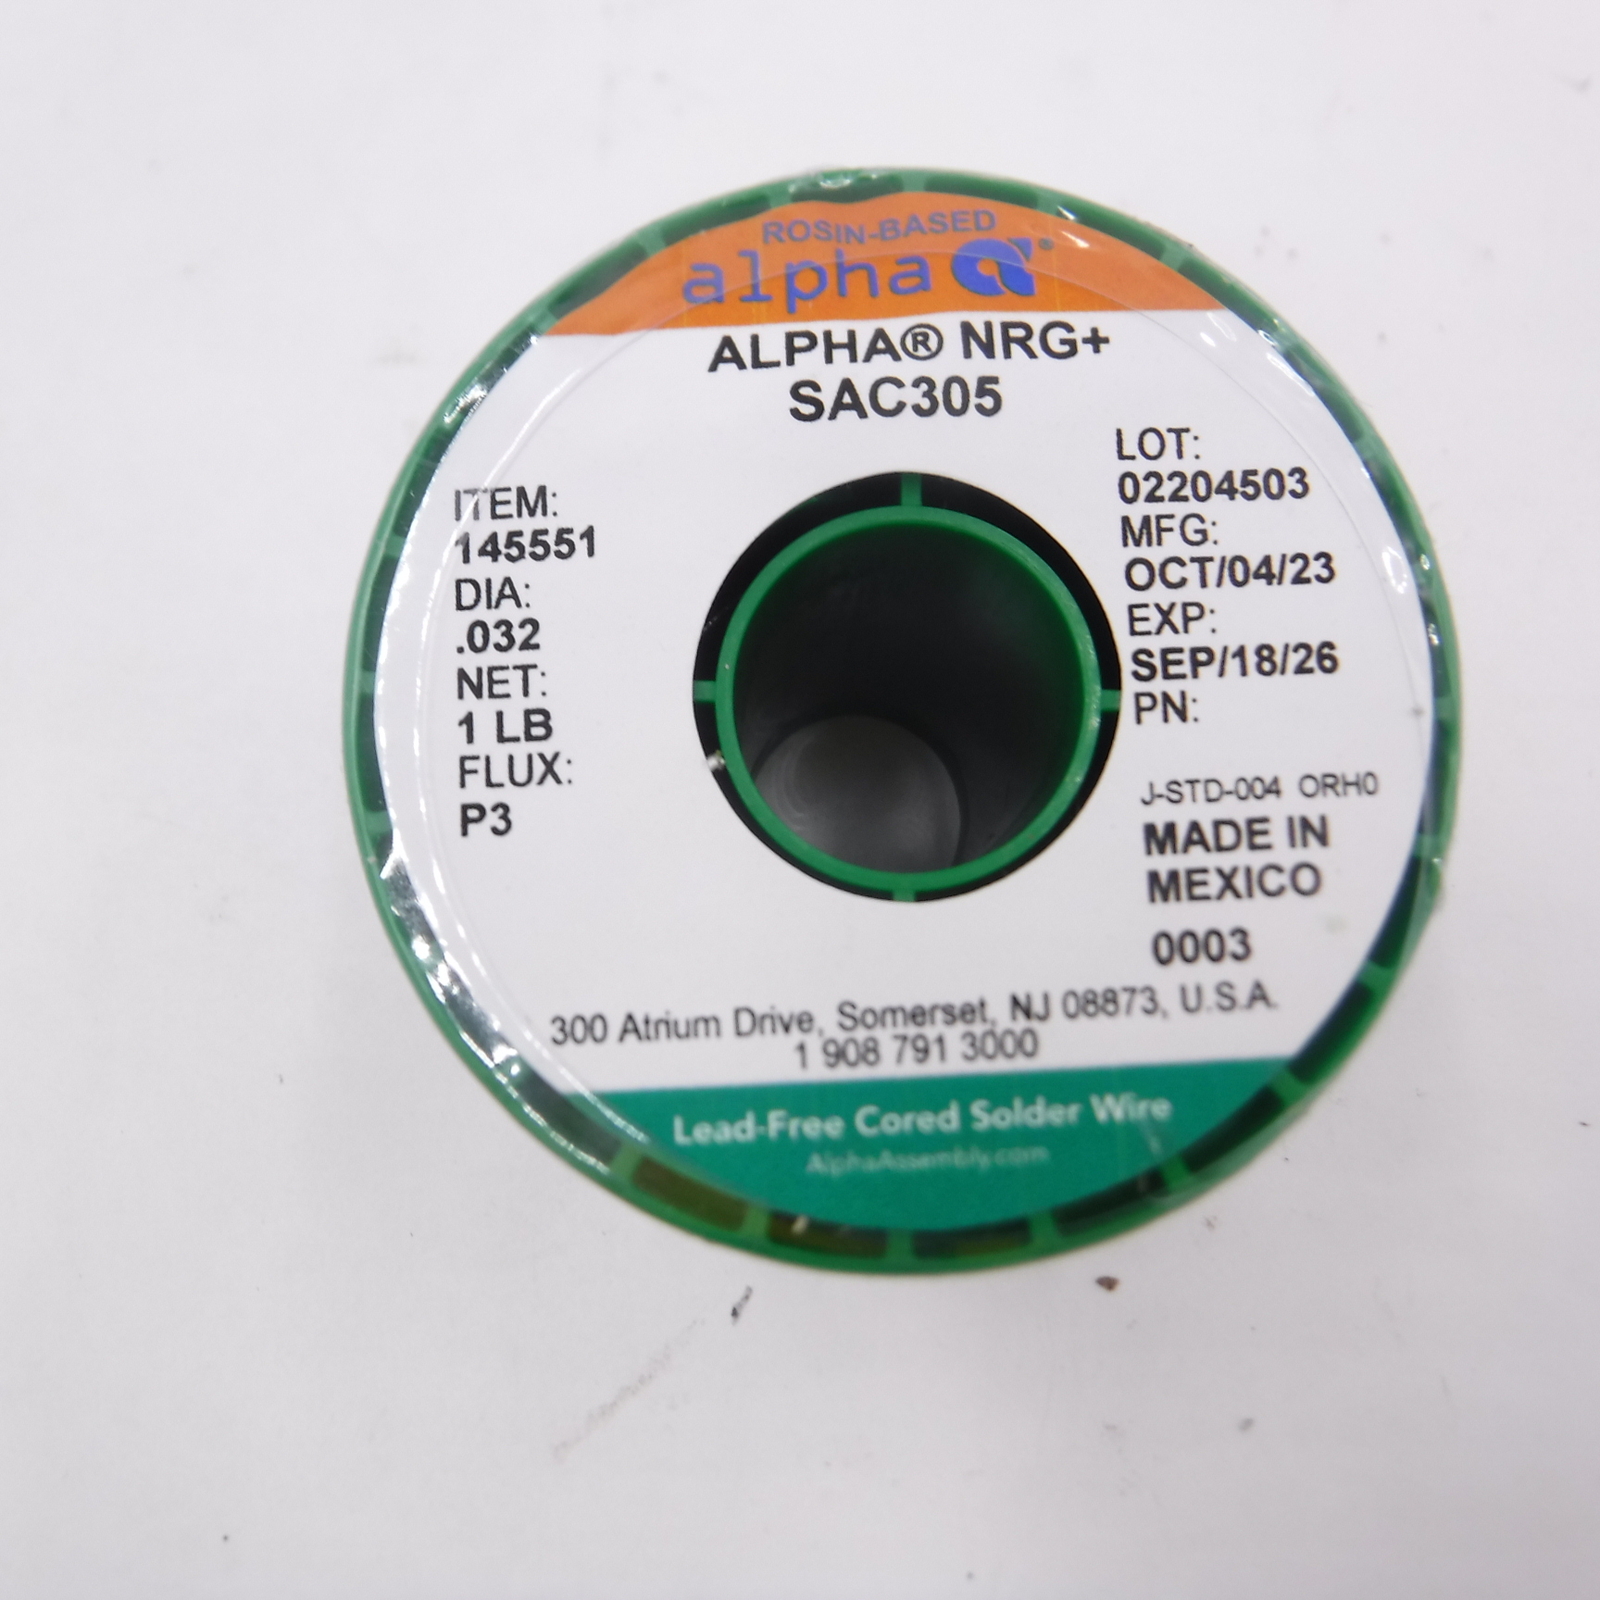 ROSIN-BASED
alpha a®
ALPHA® NRG+
SAC305
ITEM:
145551
DIA:
.032
NET:
1 LB
FLUX:
P3
LOT:
02204503
MFG:
OCT/04/23
EXP:
SEP/18/26
PN:
J-STD-004 ORH0
MADE IN
MEXICO
0003
300 Atrium Drive, Somerset, NJ 08873, U.S.A.
1 908 791 3000
Lead-Free Cored Solder Wire
AlphaAssembly.com